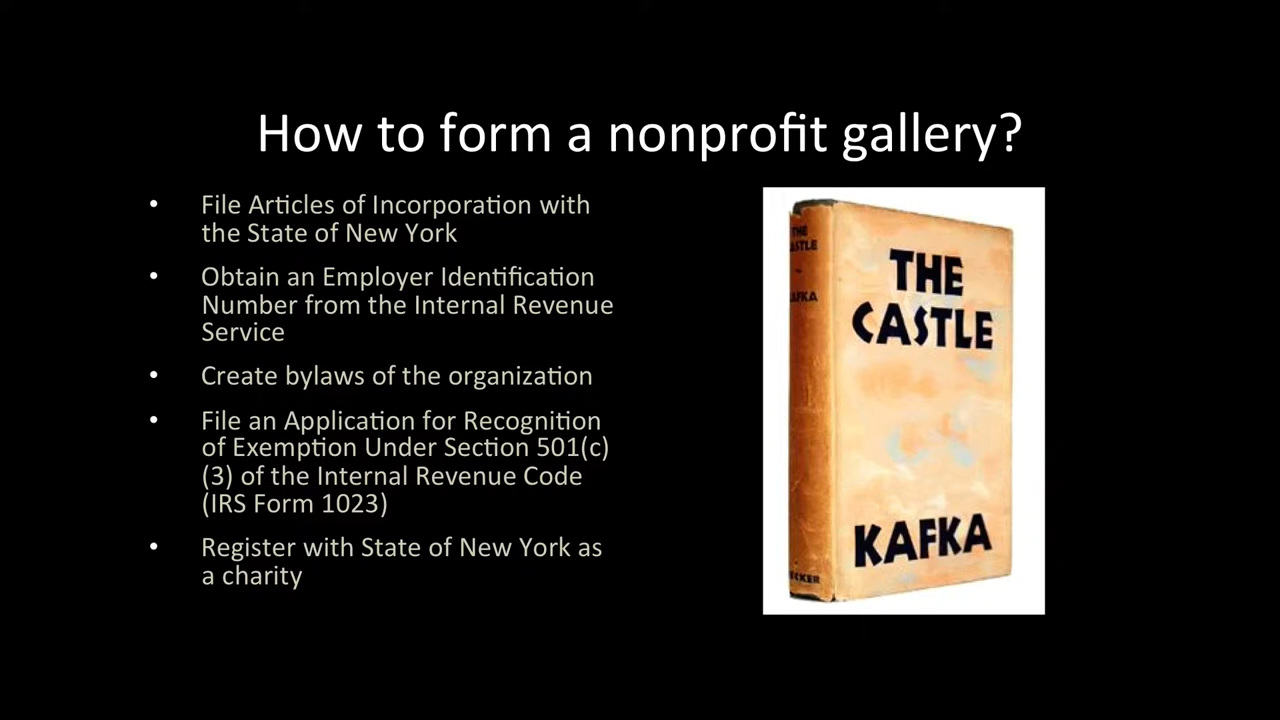 How to form a nonprofit gallery?
• File Articles of Incorporation with
the State of New York
• Obtain an Employer Identification
Number from the Internal Revenue
Service
• Create bylaws of the organization
• File an Application for Recognition
of Exemption Under Section 501(c)
(3) of the Internal Revenue Code
(IRS Form 1023)
• Register with State of New York as
a charity
THE
CASTLE
KAFKA